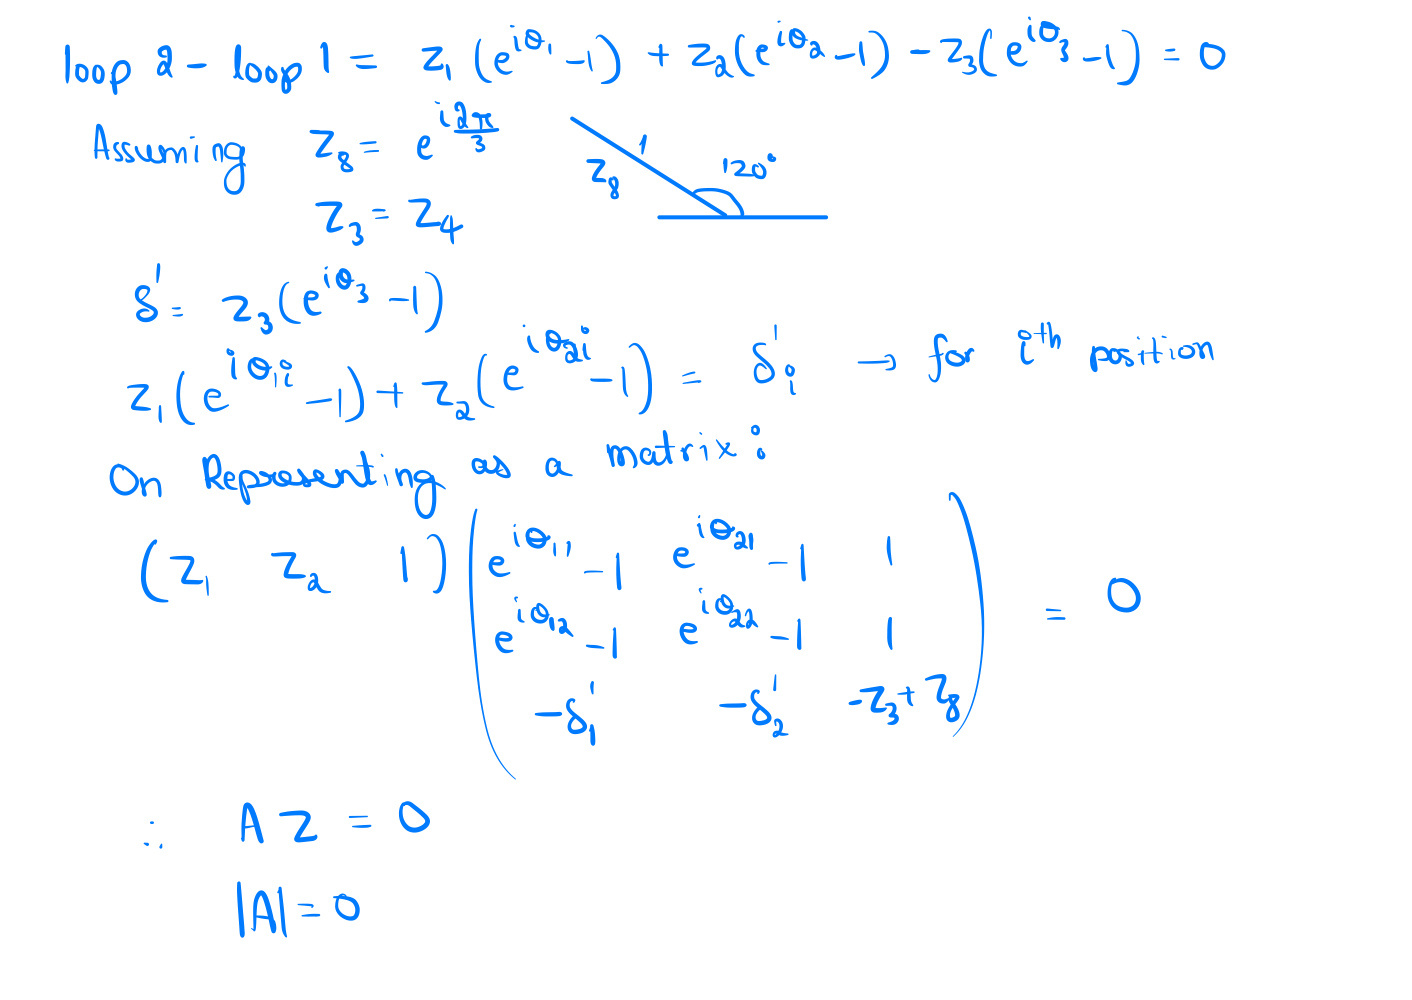 loop 2 - loop 1 = z₁ (e^{iθ₁} -1) + z₂(e^{iθ₂} -1) - z₃(e^{iθ₃} -1) = 0
Assuming z₈ = e^{i2π/3}
z₈ 1 120°
z₃ = z₄
δ' = z₃(e^{iθ₃} -1)
z₁(e^{iθ₁ᵢ} -1) + z₂(e^{iθ₂ᵢ} -1) = δ'ᵢ → for iᵗʰ position
On Representing as a matrix:
(z₁ z₂ 1) (e^{iθ₁₁} -1 e^{iθ₂₁} -1 1
e^{iθ₁₂} -1 e^{iθ₂₂} -1 1
-δ₁' -δ₂' -z₃ + z₈) = 0
∴ A z = 0
|A| = 0